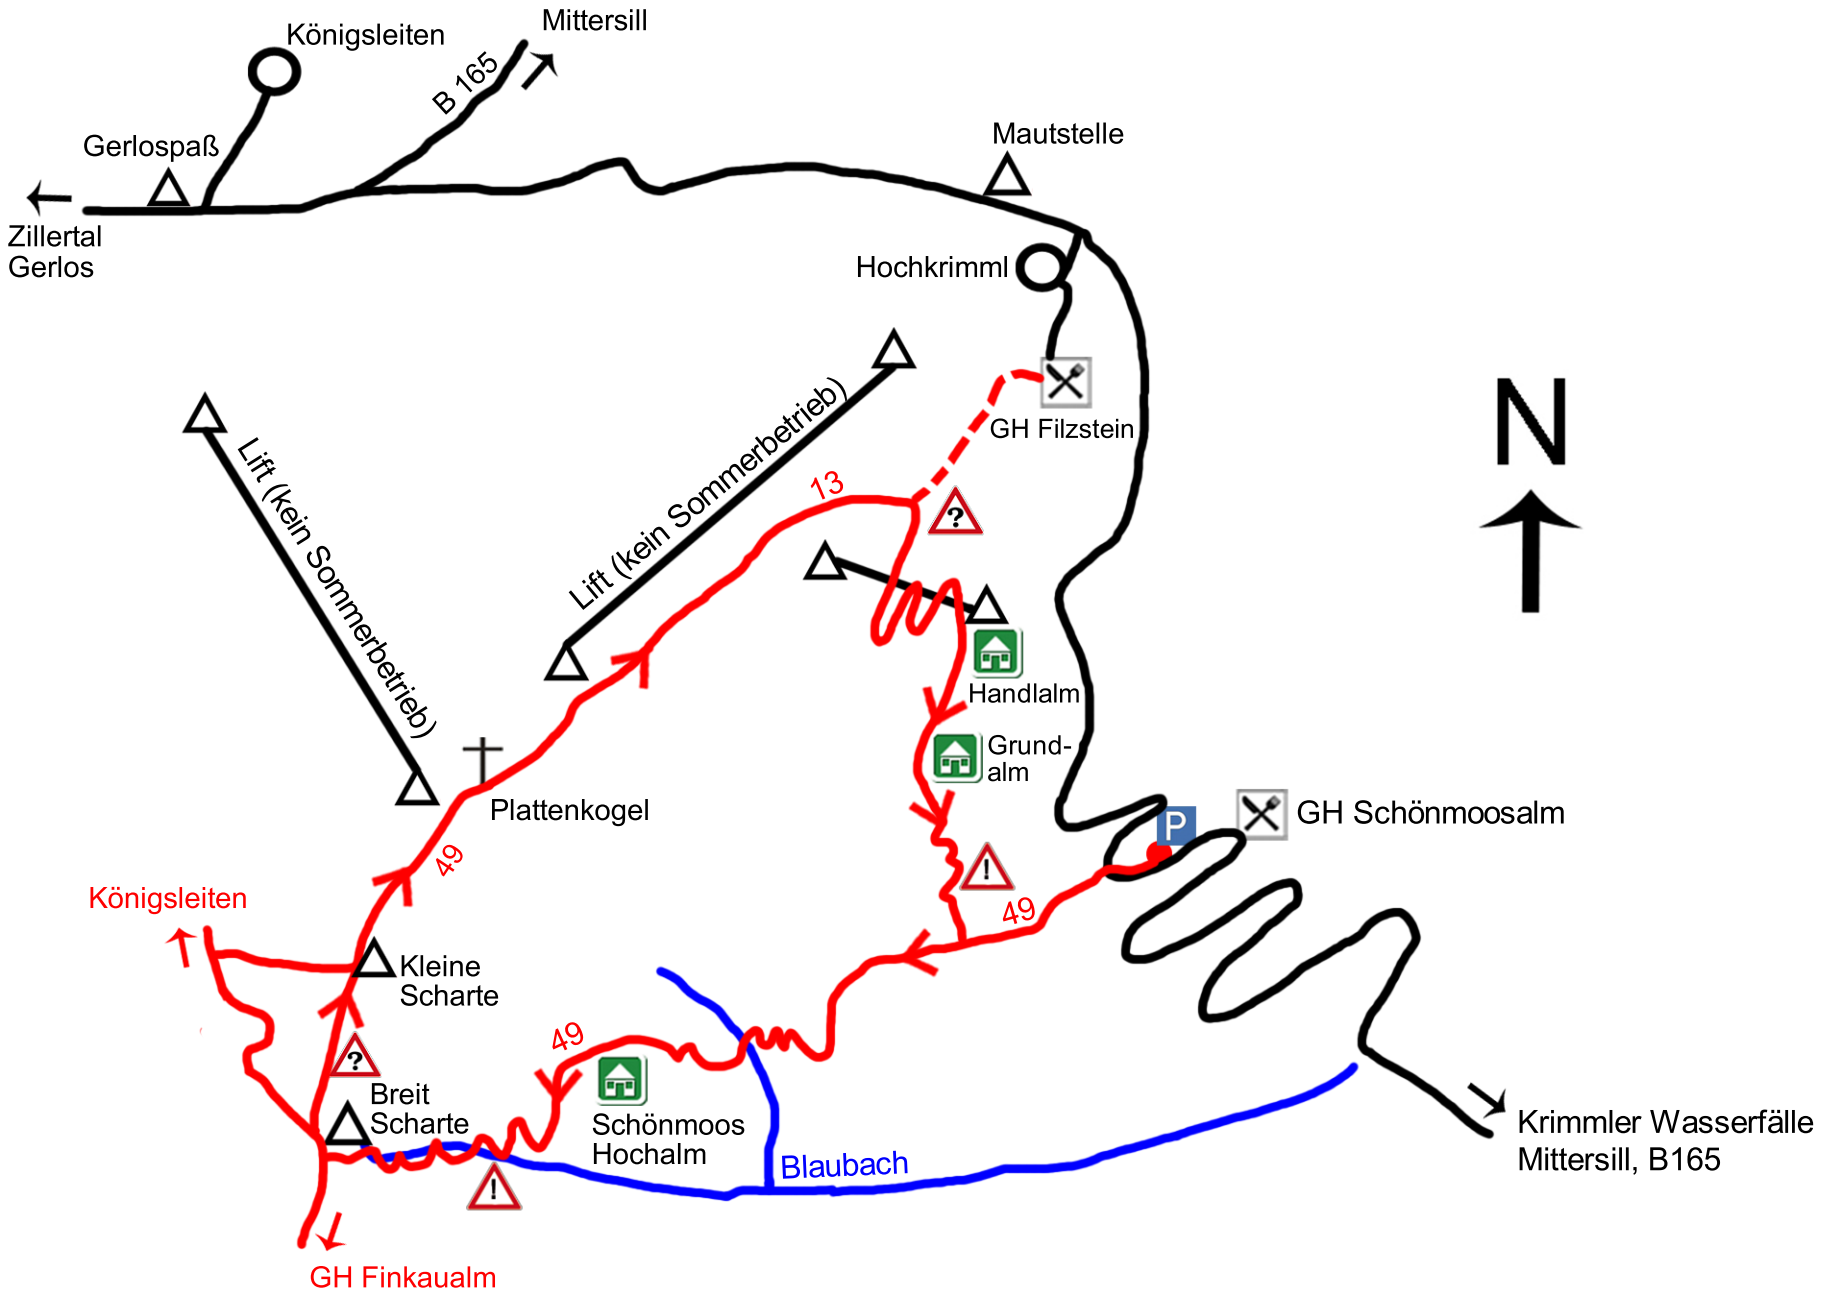 Mittersill
Königsleiten
B 165
Mautstelle
Gerlospaß
Zillertal
Gerlos
Hochkrimml
N
GH Filzstein
Lift (kein Sommerbetrieb)
Lift (kein Sommerbetrieb)
13
?
Handlalm
Grund-
alm
Plattenkogel
P
GH Schönmoosalm
49
!
49
Königsleiten
Kleine
Scharte
49
?
Breit
Scharte
Schönmoos
Hochalm
!
Blaubach
Krimmler Wasserfälle
Mittersill, B165
GH Finkaualm